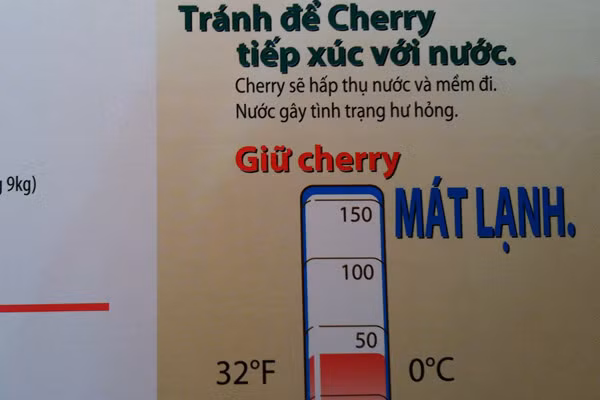 Tránh để Cherry
tiếp xúc với nước.
Cherry sẽ hấp thụ nước và mềm đi.
Nước gây tình trạng hư hỏng.
9kg)
Giữ cherry
MÁT LẠNH.
150
100
50
32°F
0°C